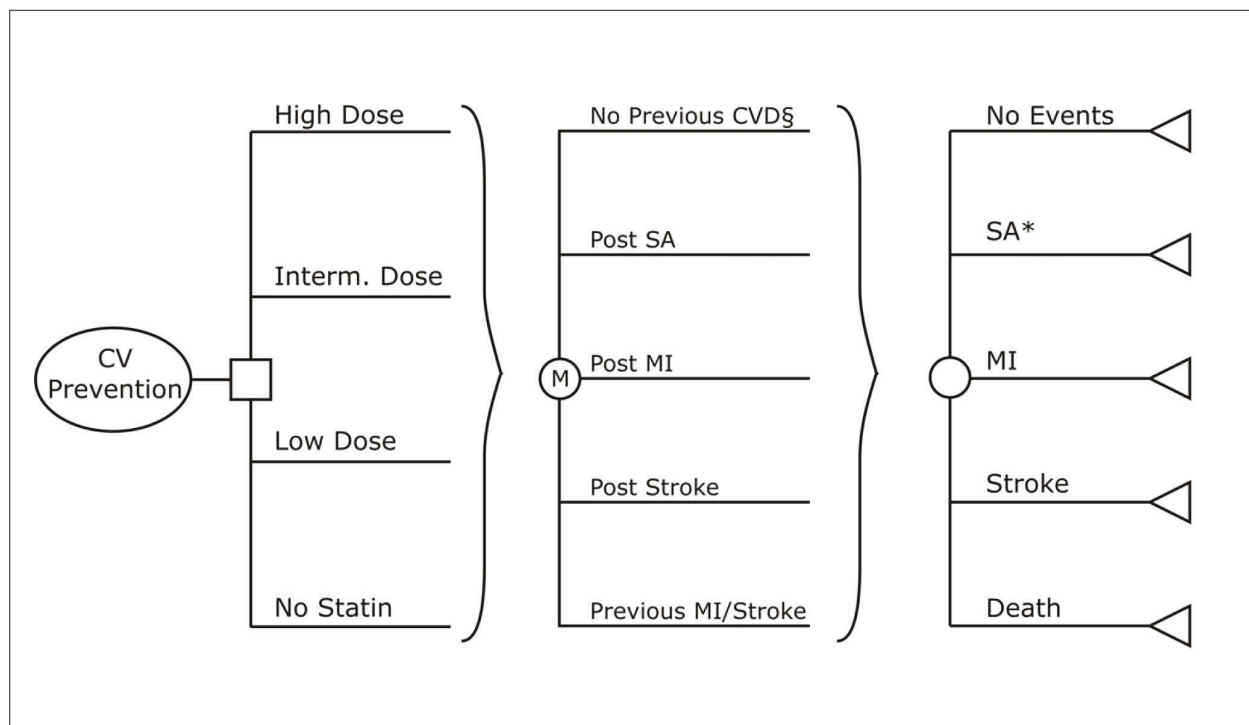 CV
Prevention
High Dose
Interm. Dose
Low Dose
No Statin
M
No Previous CVD§
Post SA
Post MI
Post Stroke
Previous MI/Stroke
No Events
SA*
MI
Stroke
Death